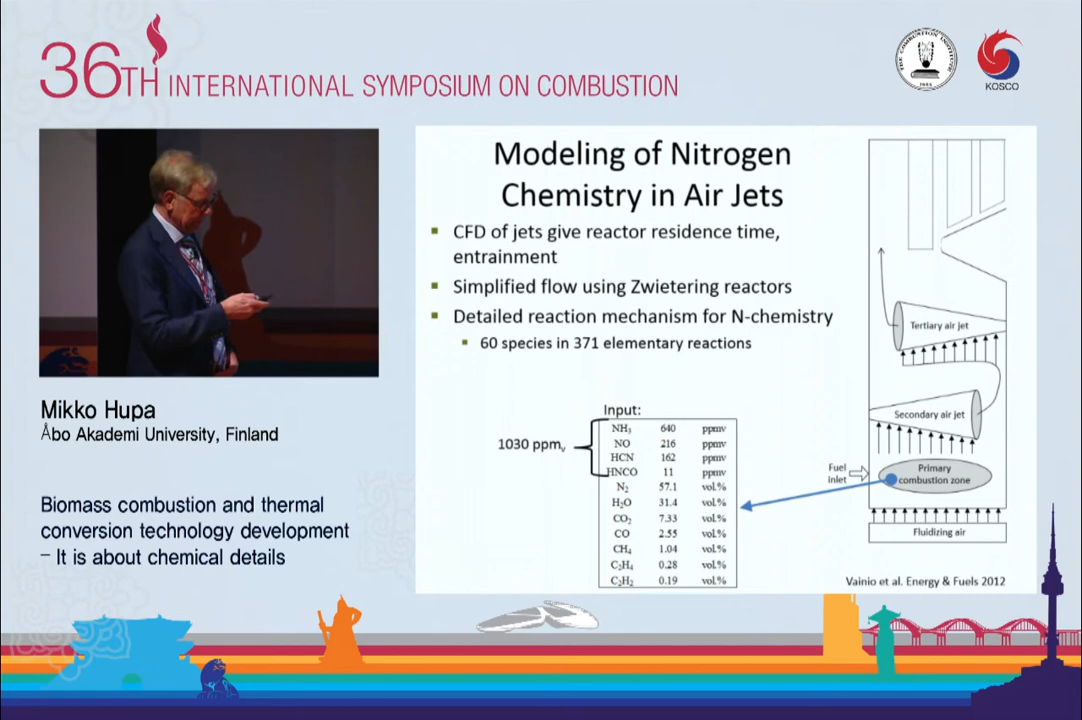 36TH INTERNATIONAL SYMPOSIUM ON COMBUSTION
THE COMBUSTION INSTITUTE
KOSCO
Mikko Hupa
Åbo Akademi University, Finland
Biomass combustion and thermal
conversion technology development
– It is about chemical details
Modeling of Nitrogen
Chemistry in Air Jets
▪ CFD of jets give reactor residence time,
entrainment
▪ Simplified flow using Zwietering reactors
▪ Detailed reaction mechanism for N-chemistry
▪ 60 species in 371 elementary reactions
Input:
1030 ppmᵥ
NH₃ 640 ppmv
NO 216 ppmv
HCN 162 ppmv
HNCO 11 ppmv
N₂ 57.1 vol.%
H₂O 31.4 vol.%
CO₂ 7.33 vol.%
CO 2.55 vol.%
CH₄ 1.04 vol.%
C₂H₄ 0.28 vol.%
C₂H₂ 0.19 vol.%
Tertiary air jet
Secondary air jet
Fuel
Inlet
Primary
combustion zone
Fluidizing air
Vainio et al. Energy & Fuels 2012